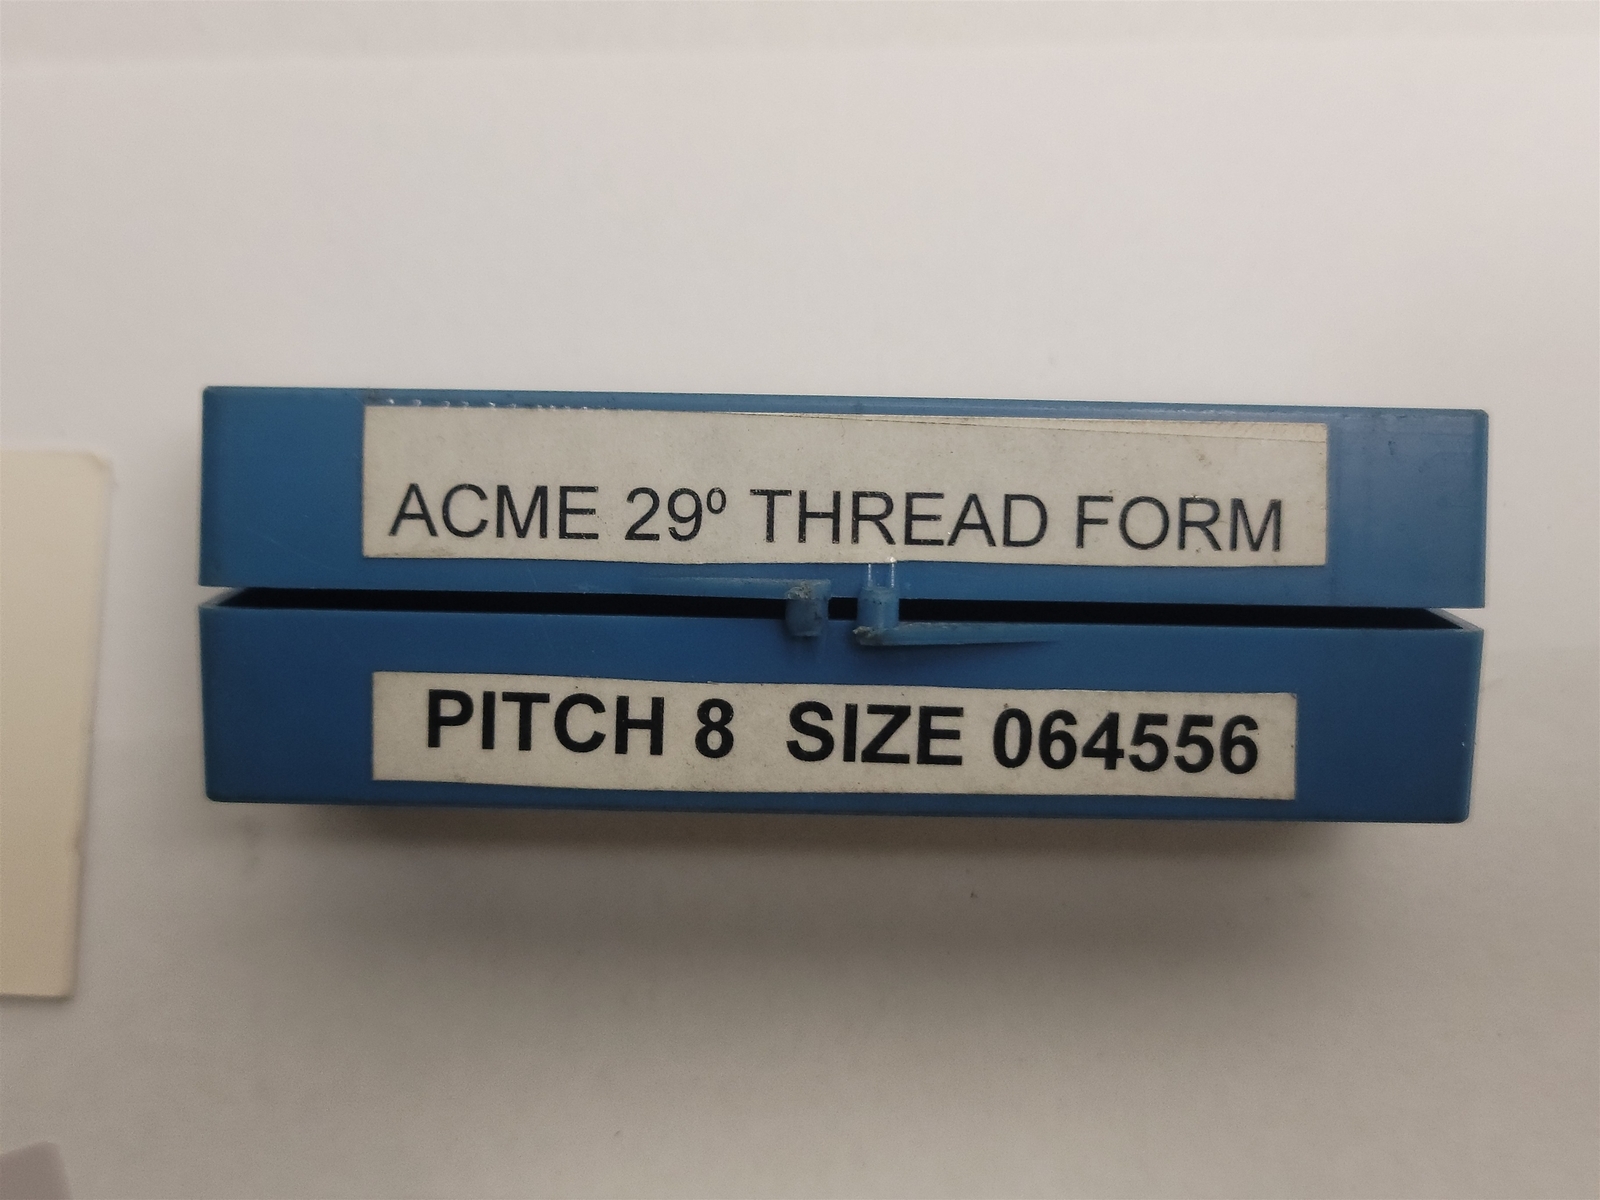 ACME 29º THREAD FORM
PITCH 8 SIZE 064556